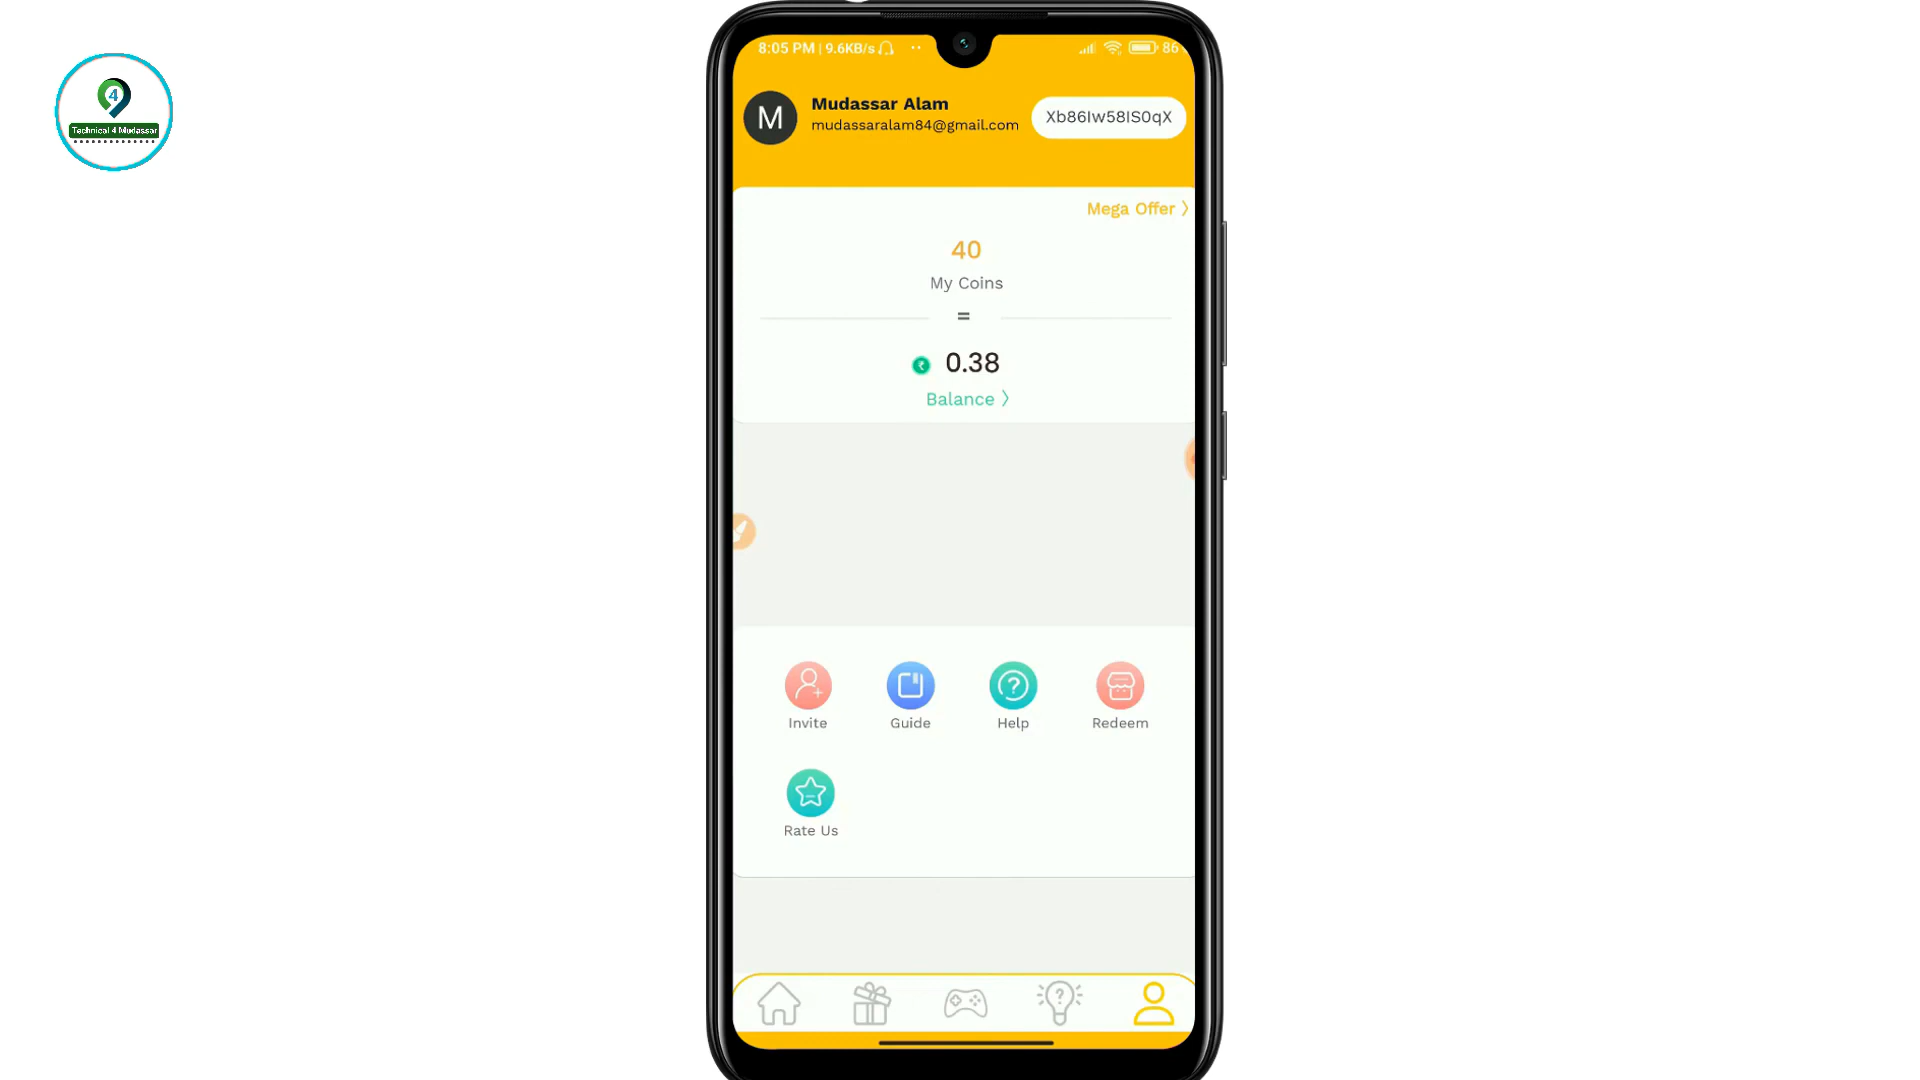 4
Technical 4 Mudassar
8:05 PM | 9.6KB/s
86
M
Mudassar Alam
mudassaralam84@gmail.com
Xb86Iw58IS0qX
Mega Offer 〉
40
My Coins
=
₹ 0.38
Balance 〉
Invite
Guide
Help
Redeem
Rate Us